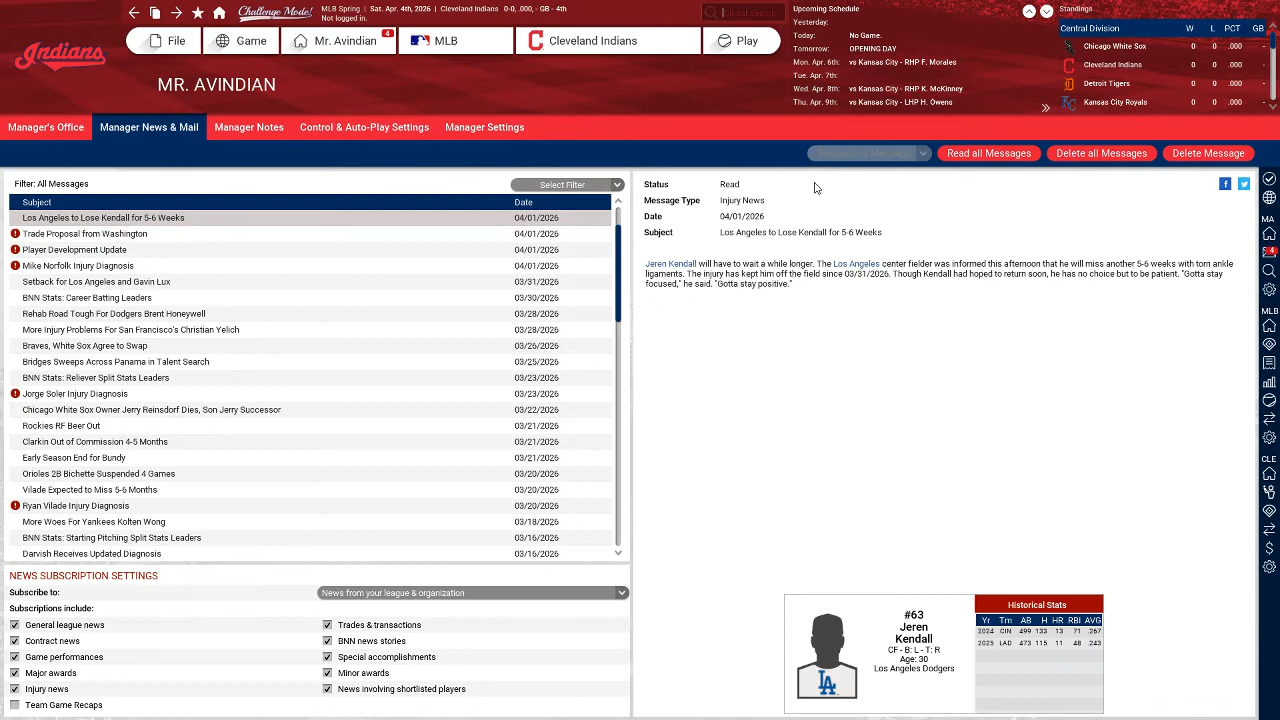 Challenge Mode!
MLB Spring | Sat. Apr. 4th, 2026 | Cleveland Indians 0-0, .000, - GB - 4th
Not logged in.
Indians
File
Game
Mr. Avindian 4
MLB
Cleveland Indians
Play
MR. AVINDIAN
Upcoming Schedule
Yesterday:
Today: No Game.
Tomorrow: OPENING DAY
Mon. Apr. 6th: vs Kansas City - RHP F. Morales
Tue. Apr. 7th:
Wed. Apr. 8th: vs Kansas City - RHP K. McKinney
Thu. Apr. 9th: vs Kansas City - LHP H. Owens
Standings
Central Division W L PCT GB
Chicago White Sox 0 0 .000 -
Cleveland Indians 0 0 .000 -
Detroit Tigers 0 0 .000 -
Kansas City Royals 0 0 .000 -
Manager's Office
Manager News & Mail
Manager Notes
Control & Auto-Play Settings
Manager Settings
Read all Messages
Delete all Messages
Delete Message
Filter: All Messages
Select Filter
Subject Date
Los Angeles to Lose Kendall for 5-6 Weeks 04/01/2026
Trade Proposal from Washington 04/01/2026
Player Development Update 04/01/2026
Mike Norfolk Injury Diagnosis 04/01/2026
Setback for Los Angeles and Gavin Lux 03/31/2026
BNN Stats: Career Batting Leaders 03/30/2026
Rehab Road Tough For Dodgers Brent Honeywell 03/28/2026
More Injury Problems For San Francisco's Christian Yelich 03/28/2026
Braves, White Sox Agree to Swap 03/26/2026
Bridges Sweeps Across Panama in Talent Search 03/25/2026
BNN Stats: Reliever Split Stats Leaders 03/23/2026
Jorge Soler Injury Diagnosis 03/23/2026
Chicago White Sox Owner Jerry Reinsdorf Dies, Son Jerry Successor 03/22/2026
Rockies RF Beer Out 03/21/2026
Clarkin Out of Commission 4-5 Months 03/21/2026
Early Season End for Bundy 03/21/2026
Orioles 2B Bichette Suspended 4 Games 03/20/2026
Vilade Expected to Miss 5-6 Months 03/20/2026
Ryan Vilade Injury Diagnosis 03/20/2026
More Woes For Yankees Kolten Wong 03/18/2026
BNN Stats: Starting Pitching Split Stats Leaders 03/16/2026
Darvish Receives Updated Diagnosis 03/16/2026
NEWS SUBSCRIPTION SETTINGS
Subscribe to: News from your league & organization
Subscriptions include:
General league news
Trades & transactions
Contract news
BNN news stories
Game performances
Special accomplishments
Major awards
Minor awards
Injury news
News involving shortlisted players
Team Game Recaps
Status Read
Message Type Injury News
Date 04/01/2026
Subject Los Angeles to Lose Kendall for 5-6 Weeks
Jeren Kendall will have to wait a while longer. The Los Angeles center fielder was informed this afternoon that he will miss another 5-6 weeks with torn ankle
ligaments. The injury has kept him off the field since 03/31/2026. Though Kendall had hoped to return soon, he has no choice but to be patient. "Gotta stay
focused," he said. "Gotta stay positive."
#63
Jeren
Kendall
CF - B: L - T: R
Age: 30
Los Angeles Dodgers
LA
Historical Stats
Yr Tm AB H HR RBI AVG
2024 CIN 499 133 13 71 .267
2025 LAD 473 115 11 48 .243
MA
4
MLB
CLE